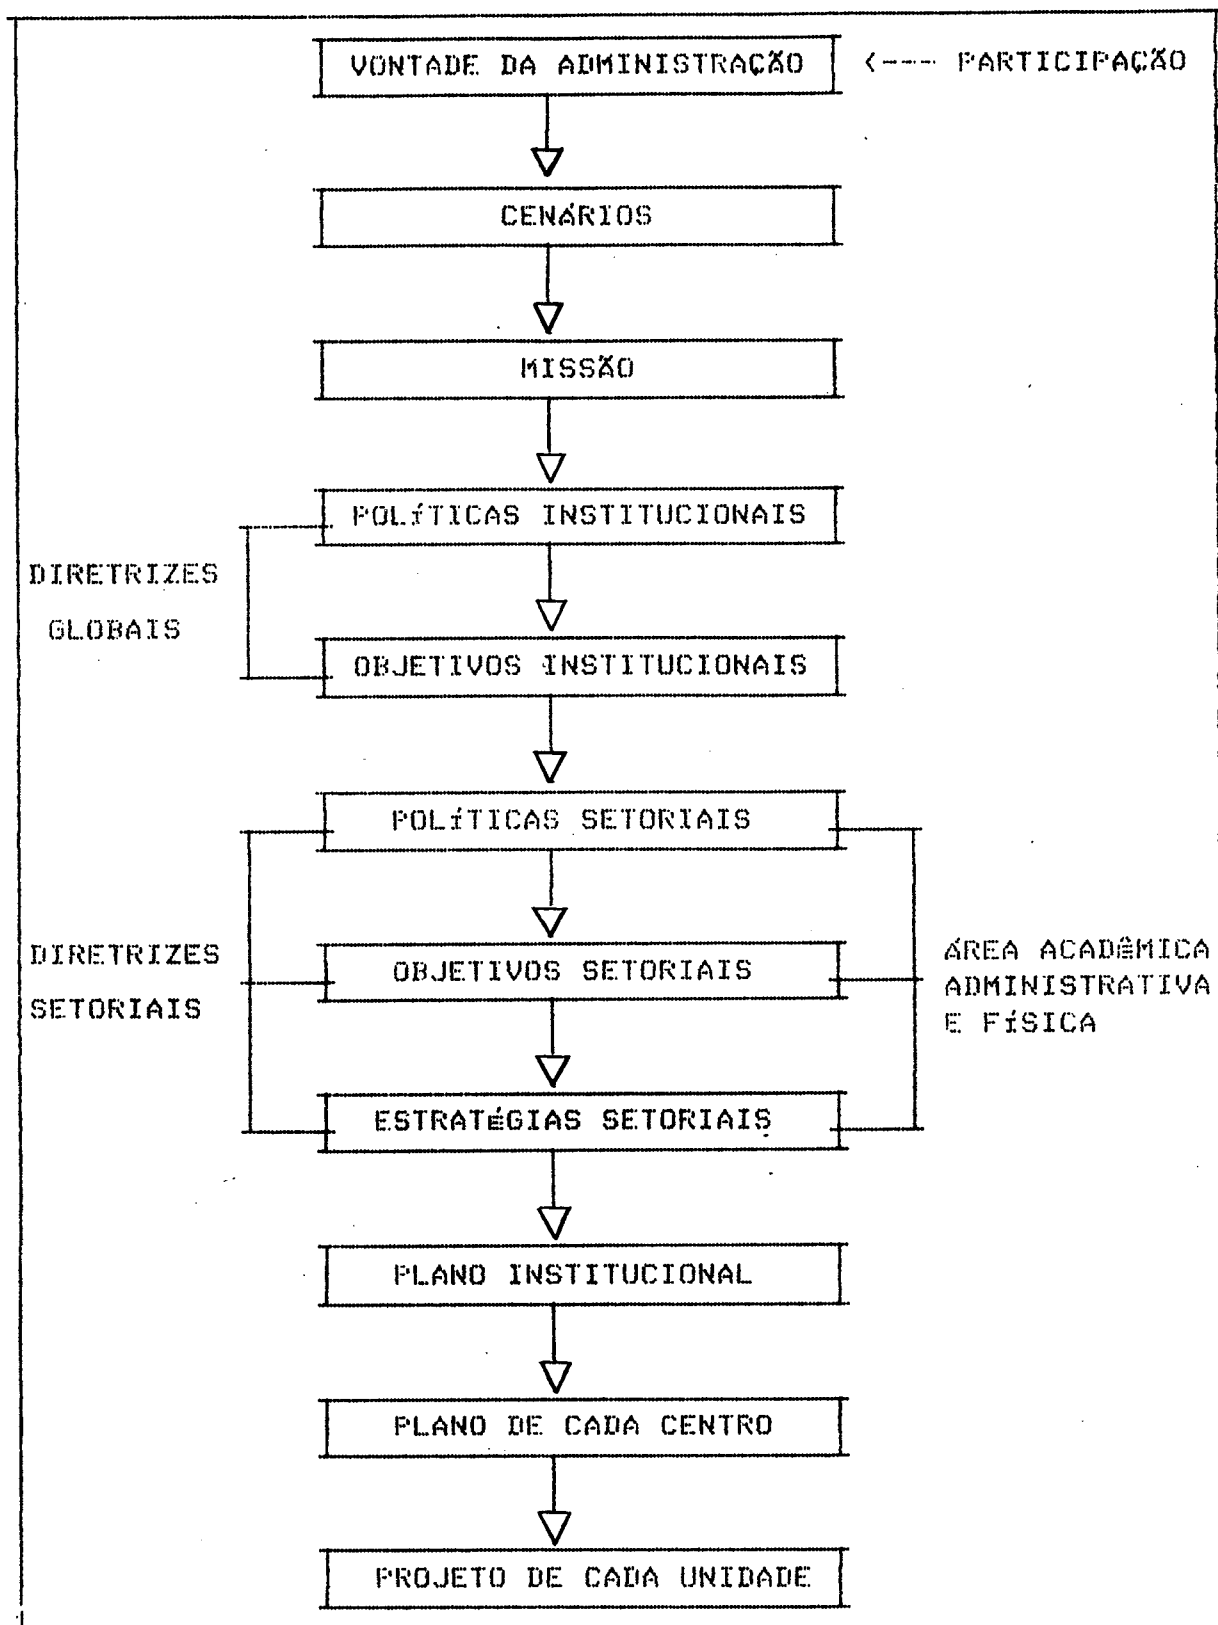 VONTADE DA ADMINISTRAÇÃO <---- PARTICIPAÇÃO
CENÁRIOS
MISSÃO
POLÍTICAS INSTITUCIONAIS
DIRETRIZES
GLOBAIS
OBJETIVOS INSTITUCIONAIS
POLÍTICAS SETORIAIS
DIRETRIZES
SETORIAIS
OBJETIVOS SETORIAIS
ÁREA ACADÊMICA
ADMINISTRATIVA
E FÍSICA
ESTRATÉGIAS SETORIAIS
PLANO INSTITUCIONAL
PLANO DE CADA CENTRO
PROJETO DE CADA UNIDADE